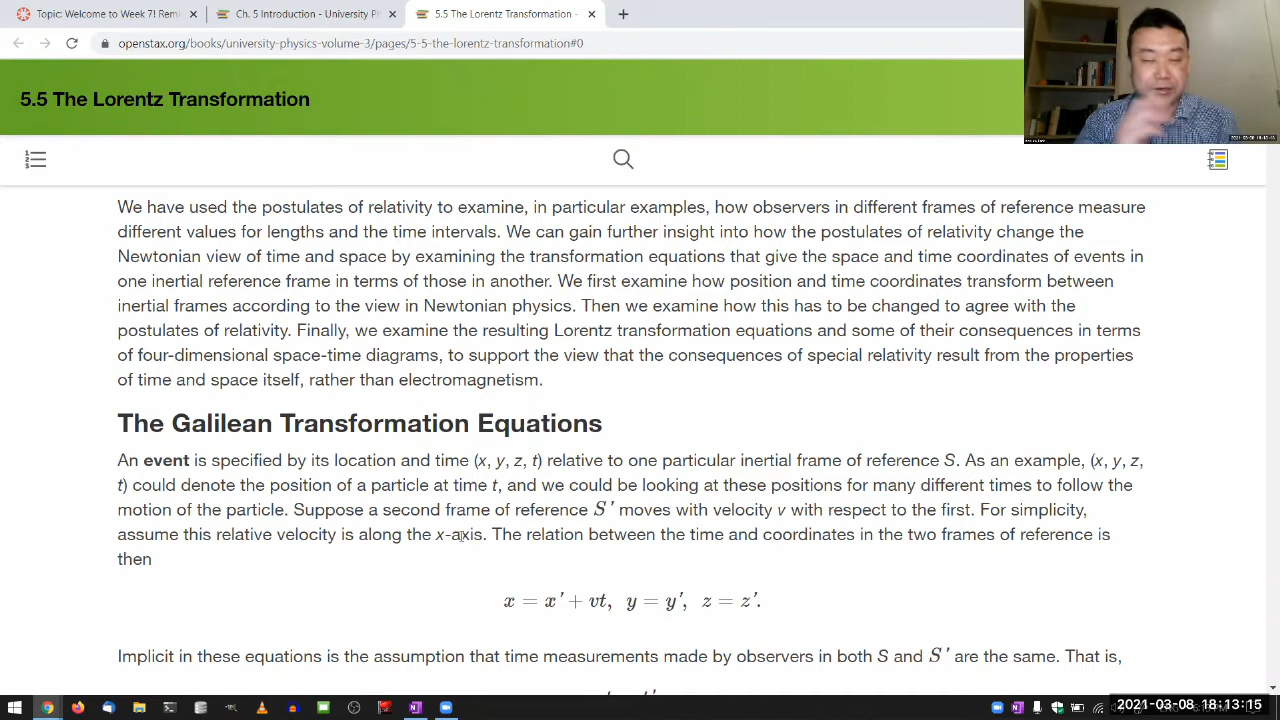 Topic: Welcome to Week 7! Remi
Ch. 5 Introduction - University Ph
5.5 The Lorentz Transformation -
openstax.org/books/university-physics-volume-3/pages/5-5-the-lorentz-transformation#0
5.5 The Lorentz Transformation
We have used the postulates of relativity to examine, in particular examples, how observers in different frames of reference measure
different values for lengths and the time intervals. We can gain further insight into how the postulates of relativity change the
Newtonian view of time and space by examining the transformation equations that give the space and time coordinates of events in
one inertial reference frame in terms of those in another. We first examine how position and time coordinates transform between
inertial frames according to the view in Newtonian physics. Then we examine how this has to be changed to agree with the
postulates of relativity. Finally, we examine the resulting Lorentz transformation equations and some of their consequences in terms
of four-dimensional space-time diagrams, to support the view that the consequences of special relativity result from the properties
of time and space itself, rather than electromagnetism.
The Galilean Transformation Equations
An event is specified by its location and time (x, y, z, t) relative to one particular inertial frame of reference S. As an example, (x, y, z,
t) could denote the position of a particle at time t, and we could be looking at these positions for many different times to follow the
motion of the particle. Suppose a second frame of reference S' moves with velocity v with respect to the first. For simplicity,
assume this relative velocity is along the x-axis. The relation between the time and coordinates in the two frames of reference is
then
x = x' + vt, y = y', z = z'.
Implicit in these equations is the assumption that time measurements made by observers in both S and S' are the same. That is,
2021-03-08 18:13:15